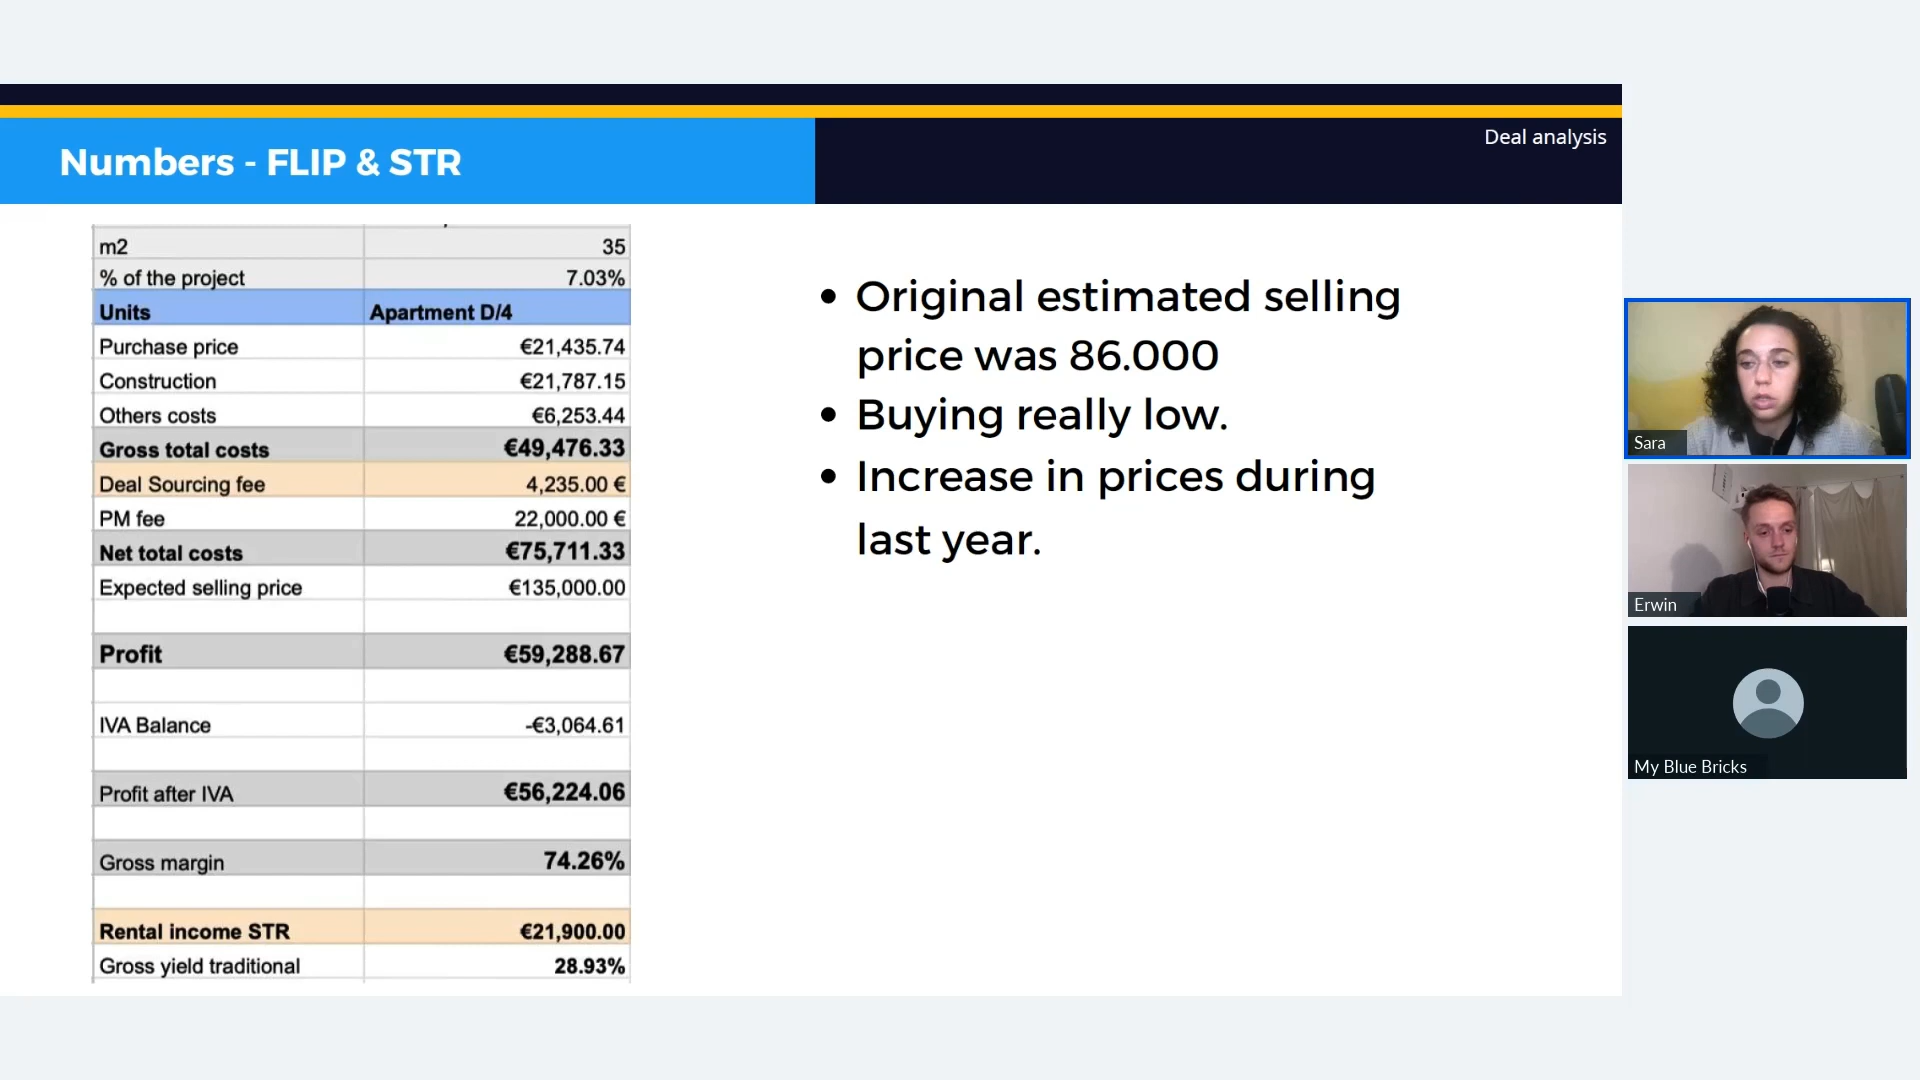 Deal analysis
Numbers - FLIP & STR
m2 35
% of the project 7.03%
Units Apartment D/4
Purchase price €21,435.74
Construction €21,787.15
Others costs €6,253.44
Gross total costs €49,476.33
Deal Sourcing fee 4,235.00 €
PM fee 22,000.00 €
Net total costs €75,711.33
Expected selling price €135,000.00
Profit €59,288.67
IVA Balance -€3,064.61
Profit after IVA €56,224.06
Gross margin 74.26%
Rental income STR €21,900.00
Gross yield traditional 28.93%
• Original estimated selling
price was 86.000
• Buying really low.
• Increase in prices during
last year.
Sara
Erwin
My Blue Bricks